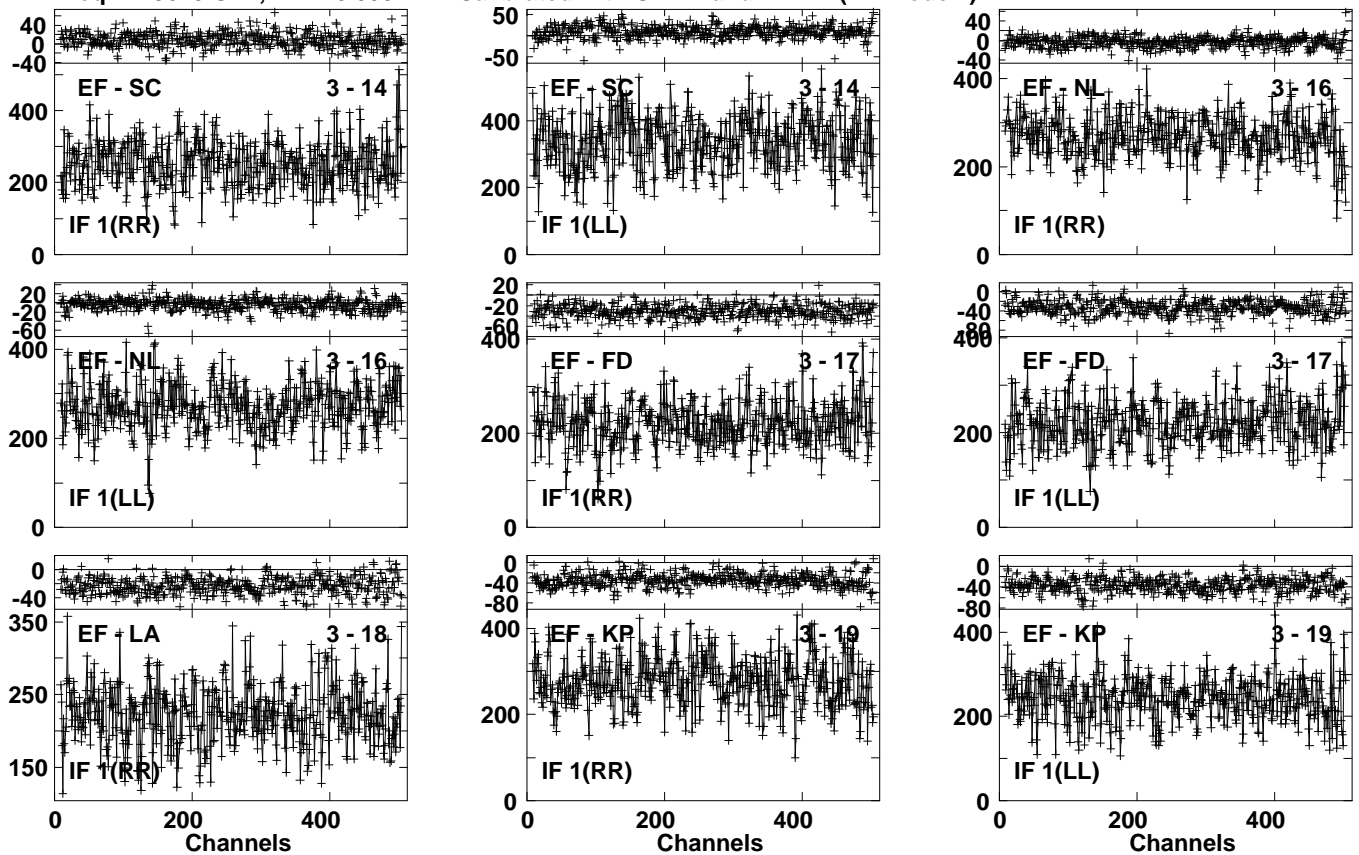 40
0
-40
EF - SC 3 - 14
400
300
200
0
IF 1(RR)
50
-50
EF - SC 3 - 14
400
200
0
IF 1(LL)
40
0
-40
EF - NL 3 - 16
400
200
0
IF 1(RR)
20
-20
-60
EF - NL 3 - 16
400
200
0
IF 1(LL)
20
-20
-60
EF - FD 3 - 17
400
200
0
IF 1(RR)
0
-40
-80
EF - FD 3 - 17
400
200
0
IF 1(LL)
0
-40
EF - LA 3 - 18
350
250
150
IF 1(RR)
0 200 400
Channels
0
-40
-80
EF - KP 3 - 19
400
200
0
IF 1(RR)
0 200 400
Channels
0
-40
-80
EF - KP 3 - 19
400
200
0
IF 1(LL)
0 200 400
Channels